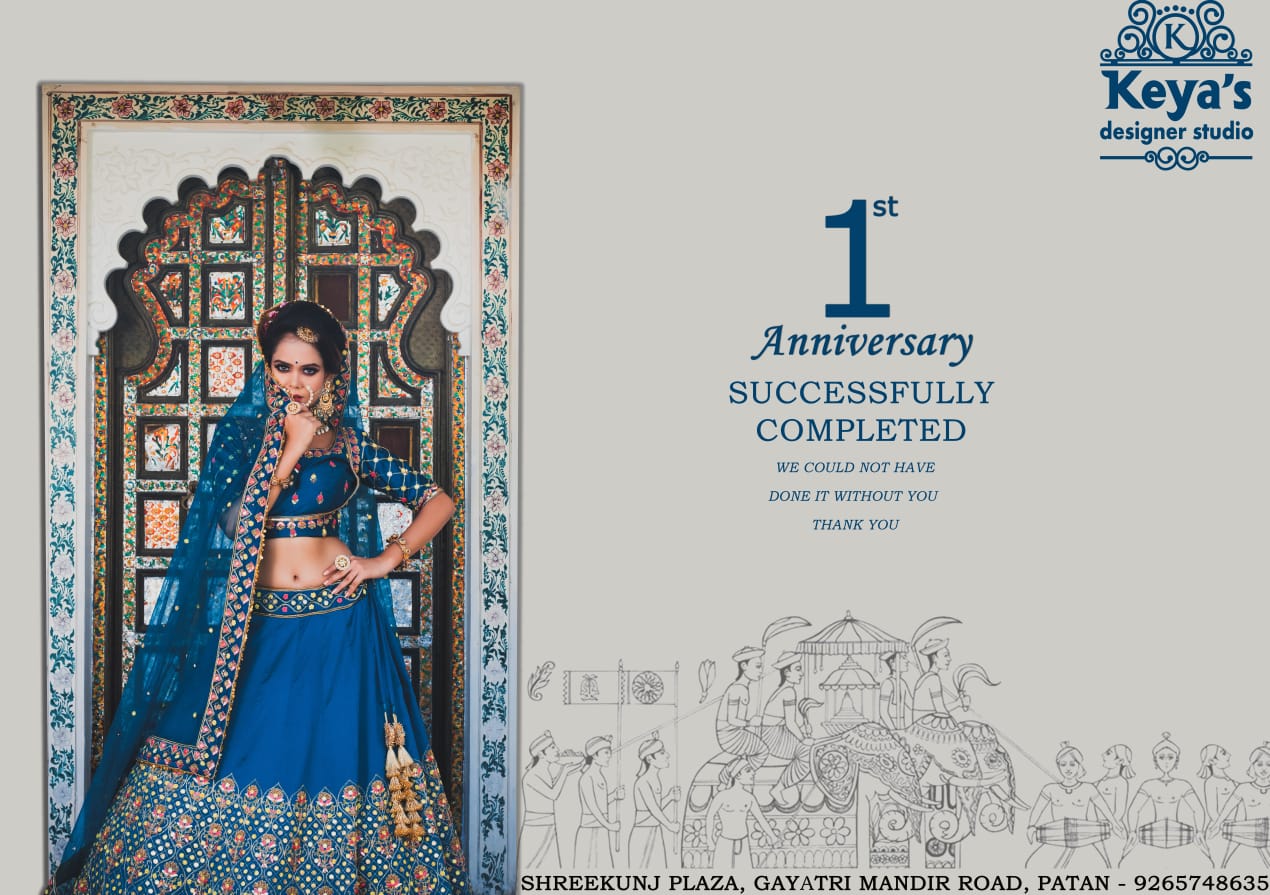 K
Keya's
designer studio
1st
Anniversary
SUCCESSFULLY
COMPLETED
WE COULD NOT HAVE
DONE IT WITHOUT YOU
THANK YOU
SHREEKUNJ PLAZA, GAYATRI MANDIR ROAD, PATAN - 9265748635